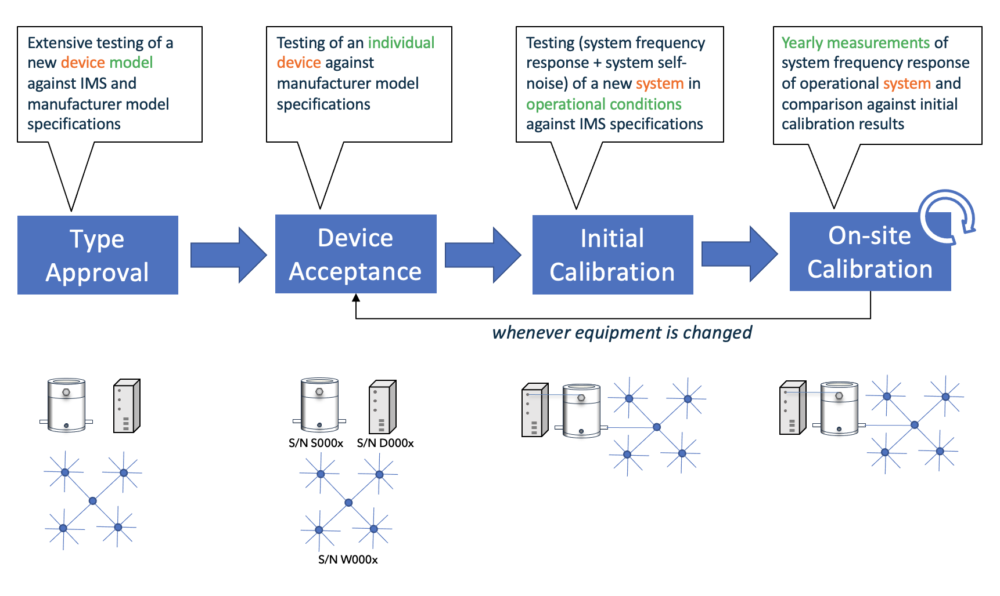 Extensive testing of a
new device model
against IMS and
manufacturer model
specifications
Testing of an individual
device against
manufacturer model
specifications
Testing (system frequency
response + system self-
noise) of a new system in
operational conditions
against IMS specifications
Yearly measurements of
system frequency response
of operational system and
comparison against initial
calibration results
Type
Approval
Device
Acceptance
Initial
Calibration
On-site
Calibration
whenever equipment is changed
S/N S000x
S/N D000x
S/N W000x